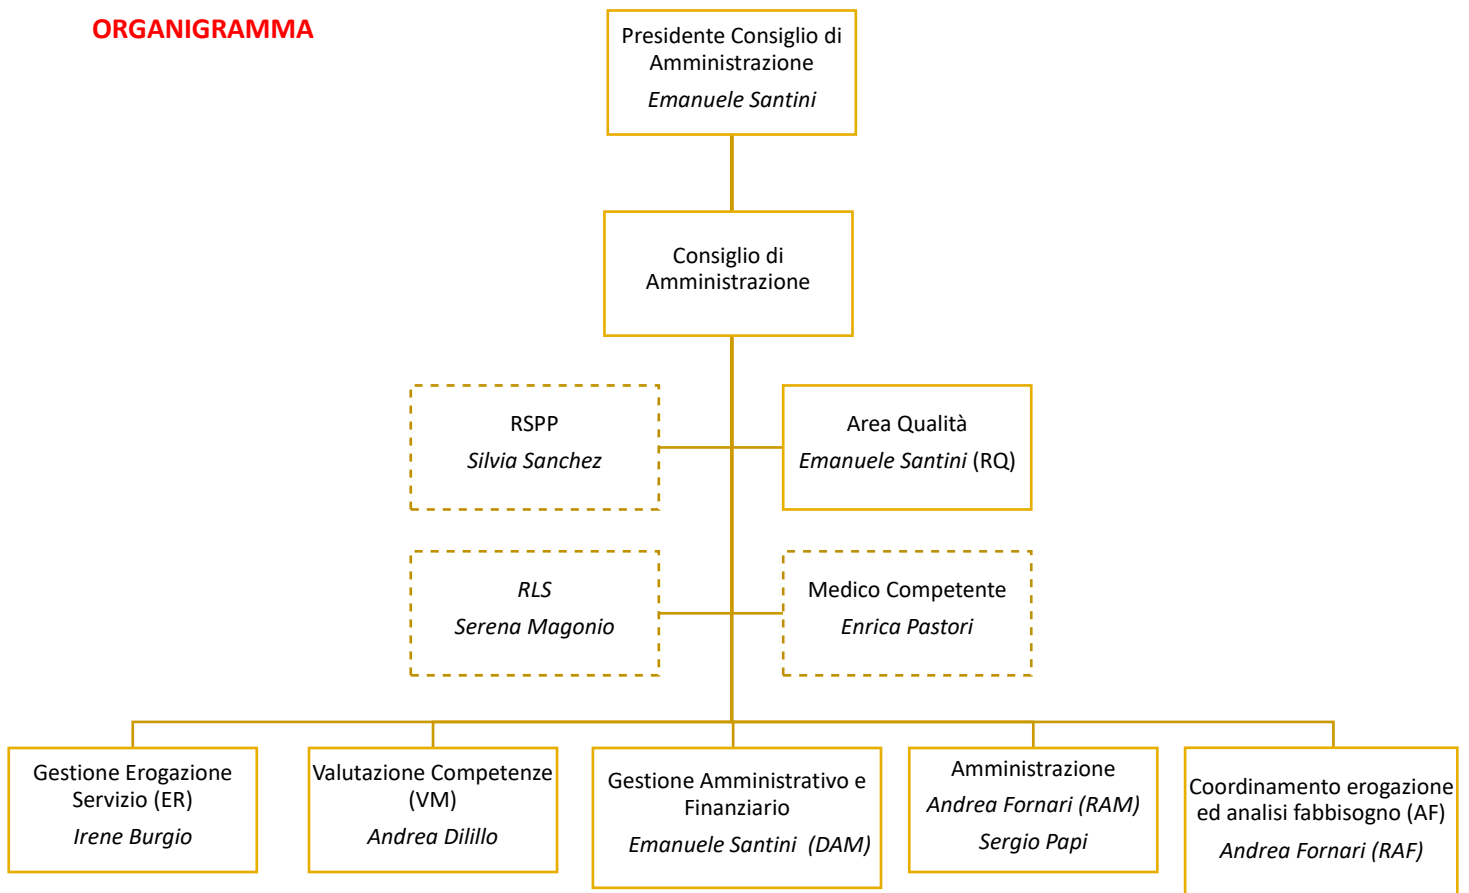 ORGANIGRAMMA
Presidente Consiglio di
Amministrazione
Emanuele Santini
Consiglio di
Amministrazione
RSPP
Silvia Sanchez
Area Qualità
Emanuele Santini (RQ)
RLS
Serena Magonio
Medico Competente
Enrica Pastori
Gestione Erogazione
Servizio (ER)
Irene Burgio
Valutazione Competenze
(VM)
Andrea Dilillo
Gestione Amministrativo e
Finanziario
Emanuele Santini (DAM)
Amministrazione
Andrea Fornari (RAM)
Sergio Papi
Coordinamento erogazione
ed analisi fabbisogno (AF)
Andrea Fornari (RAF)